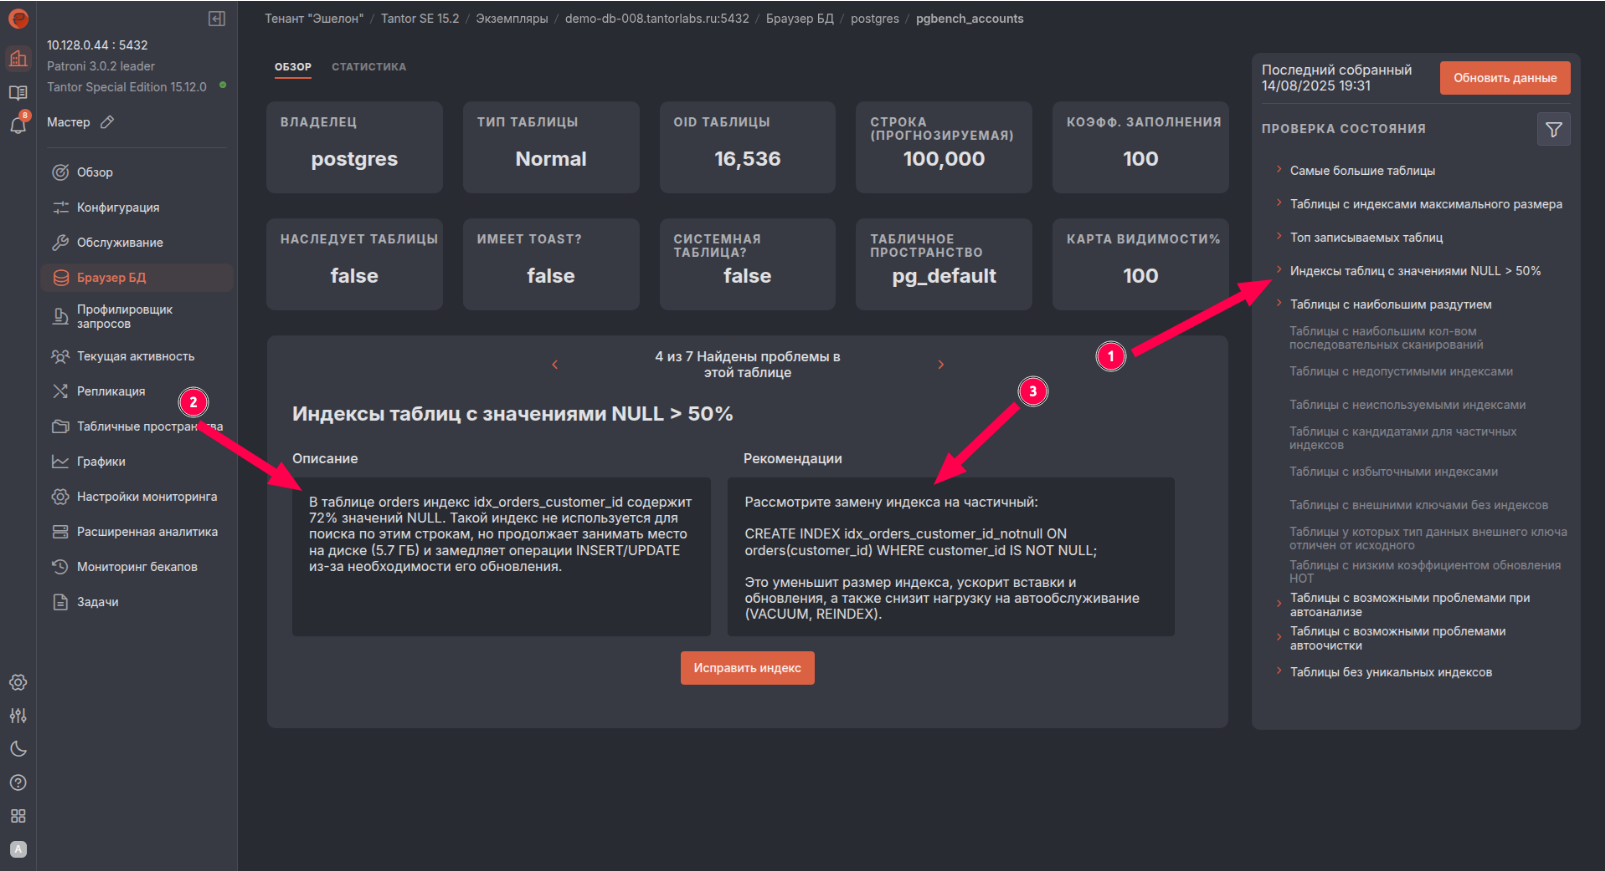 Тенант "Эшелон" / Tantor SE 15.2 / Экземпляры / demo-db-008.tantorlabs.ru:5432 / Браузер БД / postgres / pgbench_accounts
10.128.0.44 : 5432
Patroni 3.0.2 leader
Tantor Special Edition 15.12.0
8
Мастер
Обзор
Конфигурация
Обслуживание
Браузер БД
Профилировщик
запросов
Текущая активность
Репликация
Табличные пространства
Графики
Настройки мониторинга
Расширенная аналитика
Мониторинг бекапов
Задачи
A
ОБЗОР
СТАТИСТИКА
ВЛАДЕЛЕЦ
postgres
ТИП ТАБЛИЦЫ
Normal
OID ТАБЛИЦЫ
16,536
СТРОКА
(ПРОГНОЗИРУЕМАЯ)
100,000
КОЭФФ. ЗАПОЛНЕНИЯ
100
НАСЛЕДУЕТ ТАБЛИЦЫ
false
ИМЕЕТ TOAST?
false
СИСТЕМНАЯ
ТАБЛИЦА?
false
ТАБЛИЧНОЕ
ПРОСТРАНСТВО
pg_default
КАРТА ВИДИМОСТИ%
100
4 из 7 Найдены проблемы в
этой таблице
1
2
3
Индексы таблиц с значениями NULL > 50%
Описание
В таблице orders индекс idx_orders_customer_id содержит
72% значений NULL. Такой индекс не используется для
поиска по этим строкам, но продолжает занимать место
на диске (5.7 ГБ) и замедляет операции INSERT/UPDATE
из-за необходимости его обновления.
Рекомендации
Рассмотрите замену индекса на частичный:
CREATE INDEX idx_orders_customer_id_notnull ON
orders(customer_id) WHERE customer_id IS NOT NULL;
Это уменьшит размер индекса, ускорит вставки и
обновления, а также снизит нагрузку на автообслуживание
(VACUUM, REINDEX).
Исправить индекс
Последний собранный
14/08/2025 19:31
Обновить данные
ПРОВЕРКА СОСТОЯНИЯ
Самые большие таблицы
Таблицы с индексами максимального размера
Топ записываемых таблиц
Индексы таблиц с значениями NULL > 50%
Таблицы с наибольшим раздутием
Таблицы с наибольшим кол-вом
последовательных сканирований
Таблицы с недопустимыми индексами
Таблицы с неиспользуемыми индексами
Таблицы с кандидатами для частичных
индексов
Таблицы с избыточными индексами
Таблицы с внешними ключами без индексов
Таблицы у которых тип данных внешнего ключа
отличен от исходного
Таблицы с низким коэффициентом обновления
HOT
Таблицы с возможными проблемами при
автоанализе
Таблицы с возможными проблемами
автоочистки
Таблицы без уникальных индексов